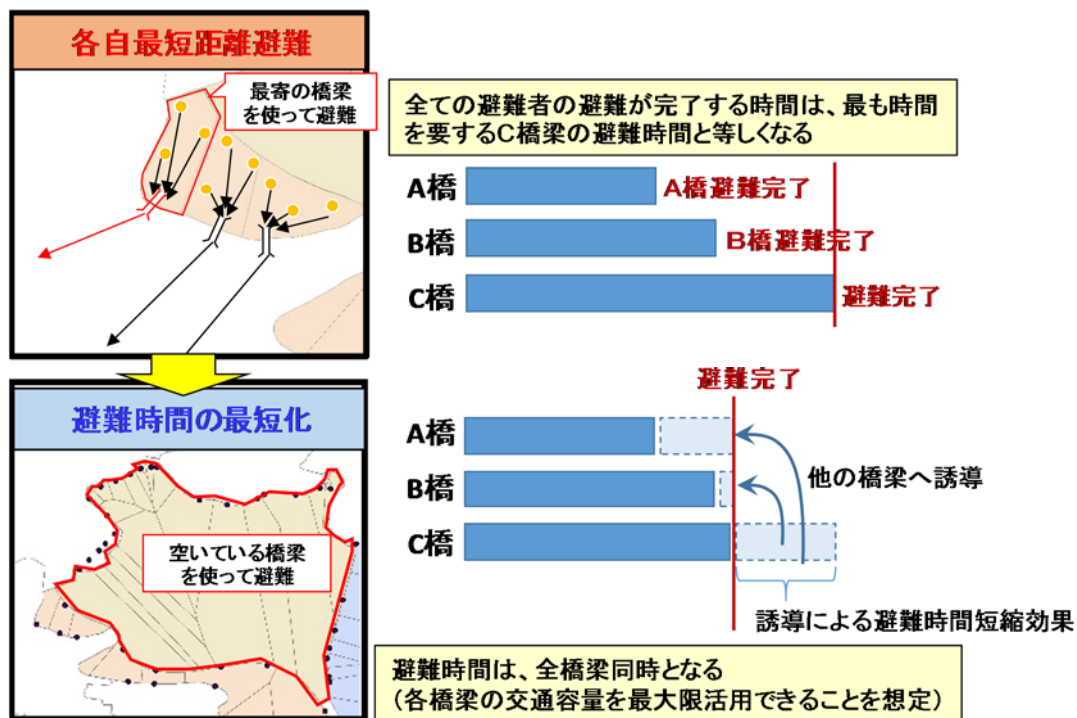 各自最短距離避難
最寄の橋梁
を使って避難
全ての避難者の避難が完了する時間は、最も時間
を要するC橋梁の避難時間と等しくなる
A橋
A橋避難完了
B橋
B橋避難完了
C橋
避難完了
避難時間の最短化
空いている橋梁
を使って避難
避難完了
A橋
B橋
C橋
他の橋梁へ誘導
誘導による避難時間短縮効果
避難時間は、全橋梁同時となる
(各橋梁の交通容量を最大限活用できることを想定)